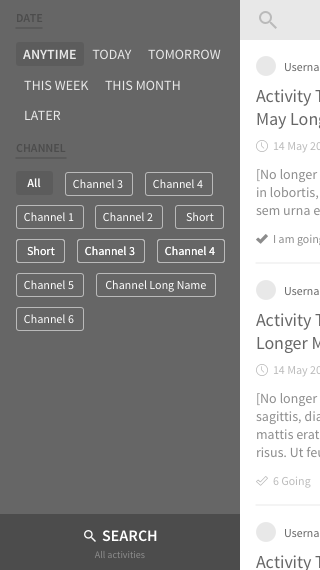 DATE
ANYTIME TODAY TOMORROW
THIS WEEK THIS MONTH
LATER
CHANNEL
All Channel 3 Channel 4
Channel 1 Channel 2 Short
Short Channel 3 Channel 4
Channel 5 Channel Long Name
Channel 6
SEARCH
All activities
Userna
Activity T
May Long
14 May 20
[No longer
in lobortis,
sem urna e
I am going
Userna
Activity T
Longer M
14 May 20
[No longer
sagittis, dia
mattis erat
risus. Ut feu
6 Going
Userna
Activity T